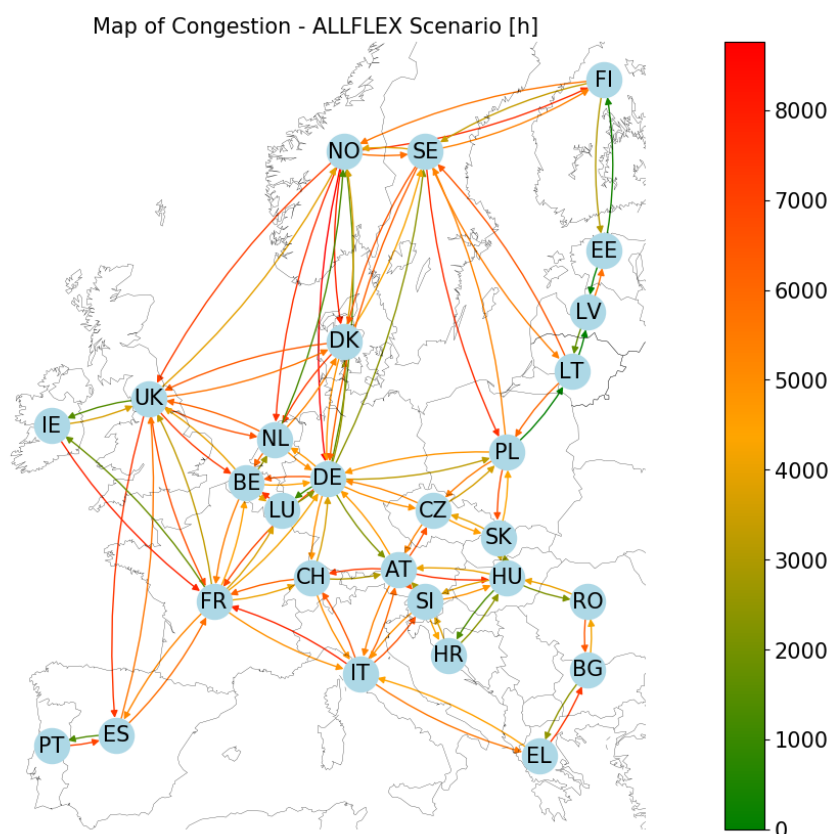 Map of Congestion - ALLFLEX Scenario [h]
FI
NO
SE
EE
LV
DK
LT
UK
IE
NL
PL
BE
DE
LU
CZ
SK
CH
AT
HU
FR
SI
RO
HR
IT
BG
ES
PT
EL
8000
7000
6000
5000
4000
3000
2000
1000
0